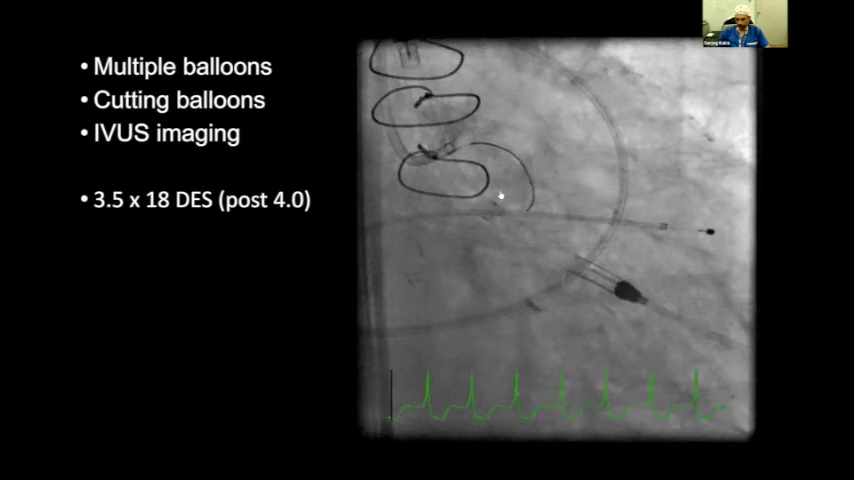 • Multiple balloons
• Cutting balloons
• IVUS imaging
• 3.5 x 18 DES (post 4.0)